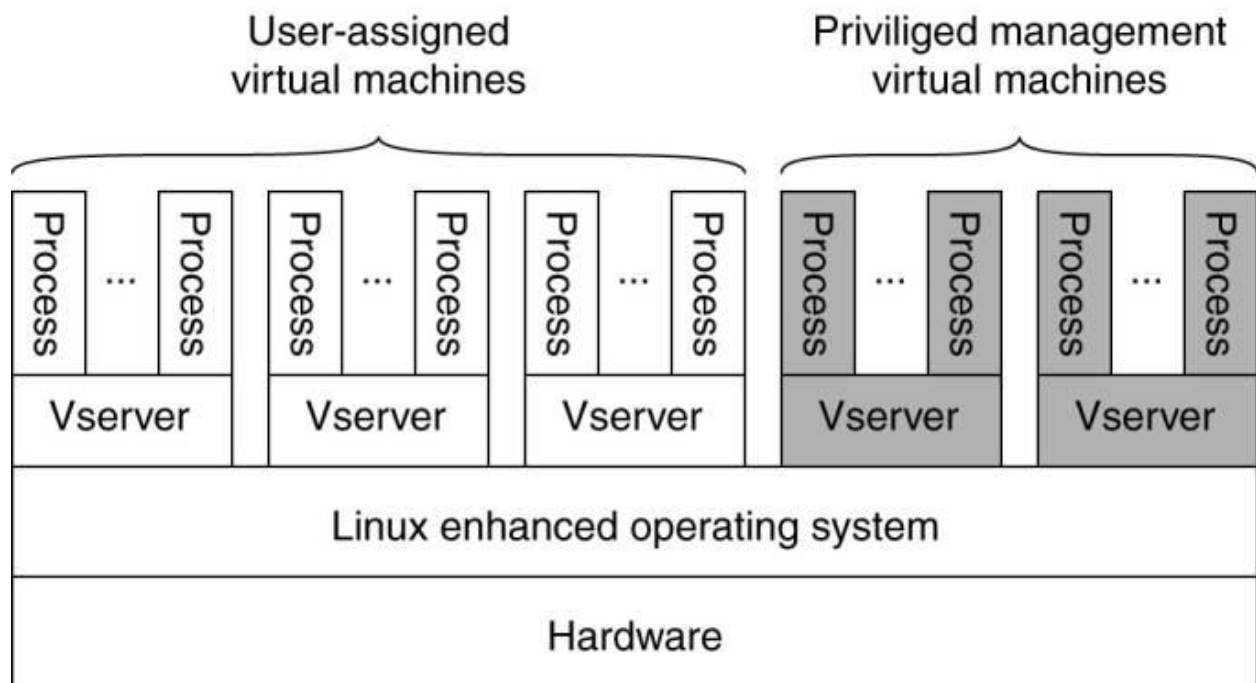 User-assigned
virtual machines
Priviliged management
virtual machines
Process
...
Process
Process
...
Process
Process
...
Process
Process
...
Process
Process
...
Process
Vserver
Vserver
Vserver
Vserver
Vserver
Linux enhanced operating system
Hardware